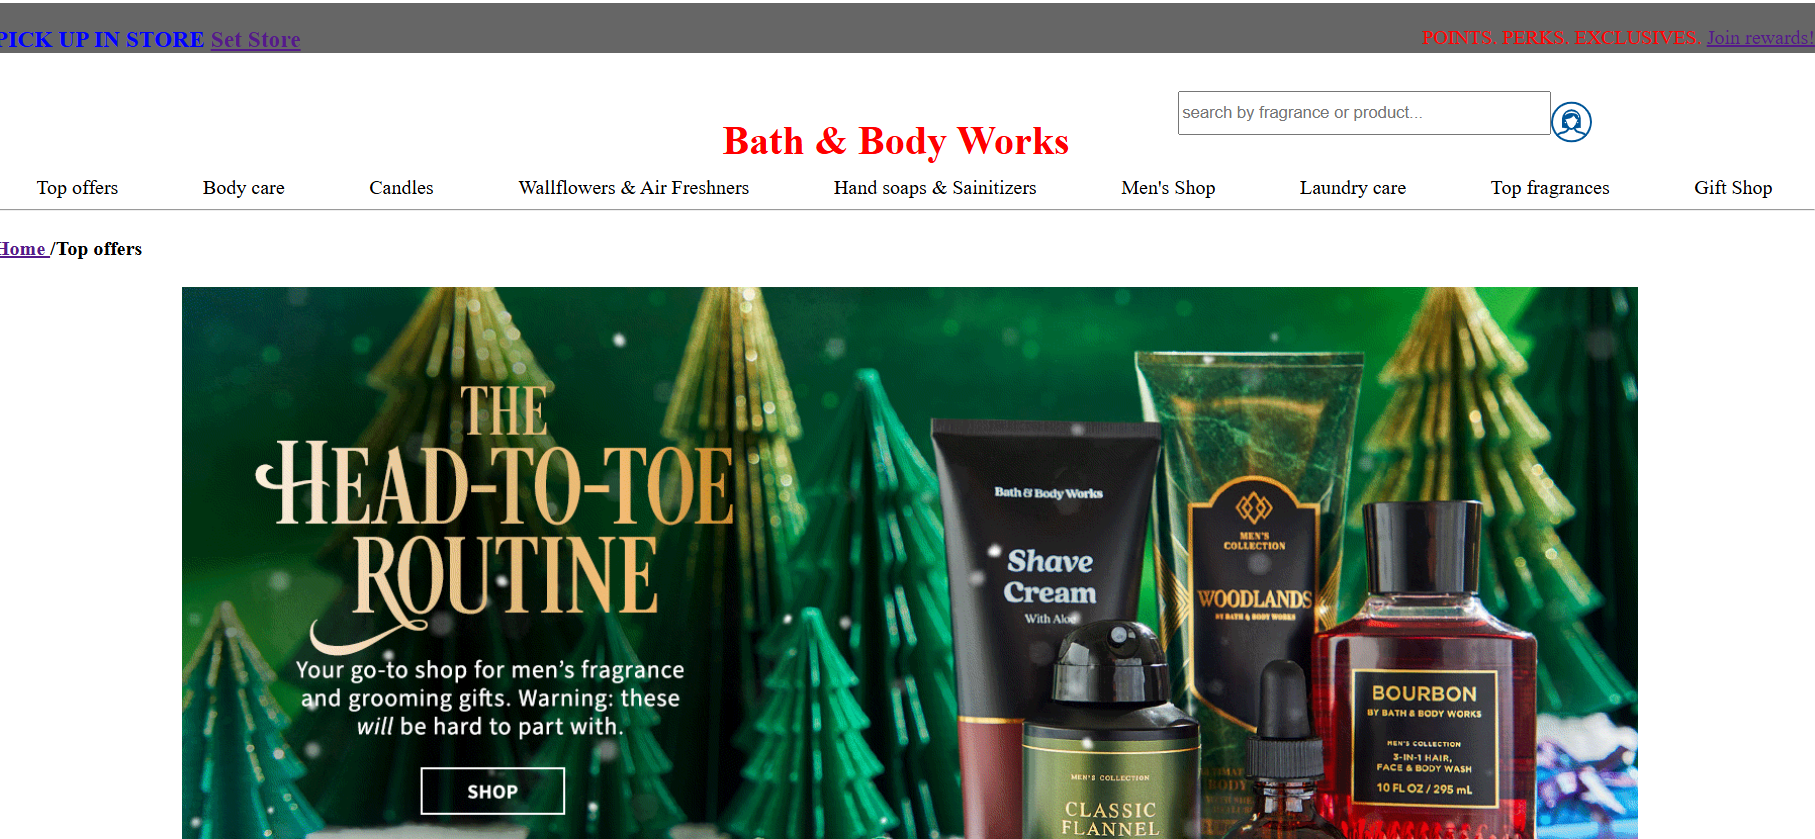 PICK UP IN STORE Set Store
POINTS. PERKS. EXCLUSIVES. Join rewards!
search by fragrance or product...
Bath & Body Works
Top offers Body care Candles Wallflowers & Air Freshners Hand soaps & Sainitizers Men's Shop Laundry care Top fragrances Gift Shop
Home /Top offers
THE
HEAD-TO-TOE
ROUTINE
Your go-to shop for men's fragrance
and grooming gifts. Warning: these
will be hard to part with.
SHOP
Bath & Body Works
Shave
Cream
With Aloe
MEN'S
COLLECTION
WOODLANDS
BY BATH & BODY WORKS
MEN'S COLLECTION
CLASSIC
FLANNEL
BOURBON
BY BATH & BODY WORKS
MEN'S COLLECTION
3-IN-1 HAIR,
FACE & BODY WASH
10 FL OZ / 295 mL